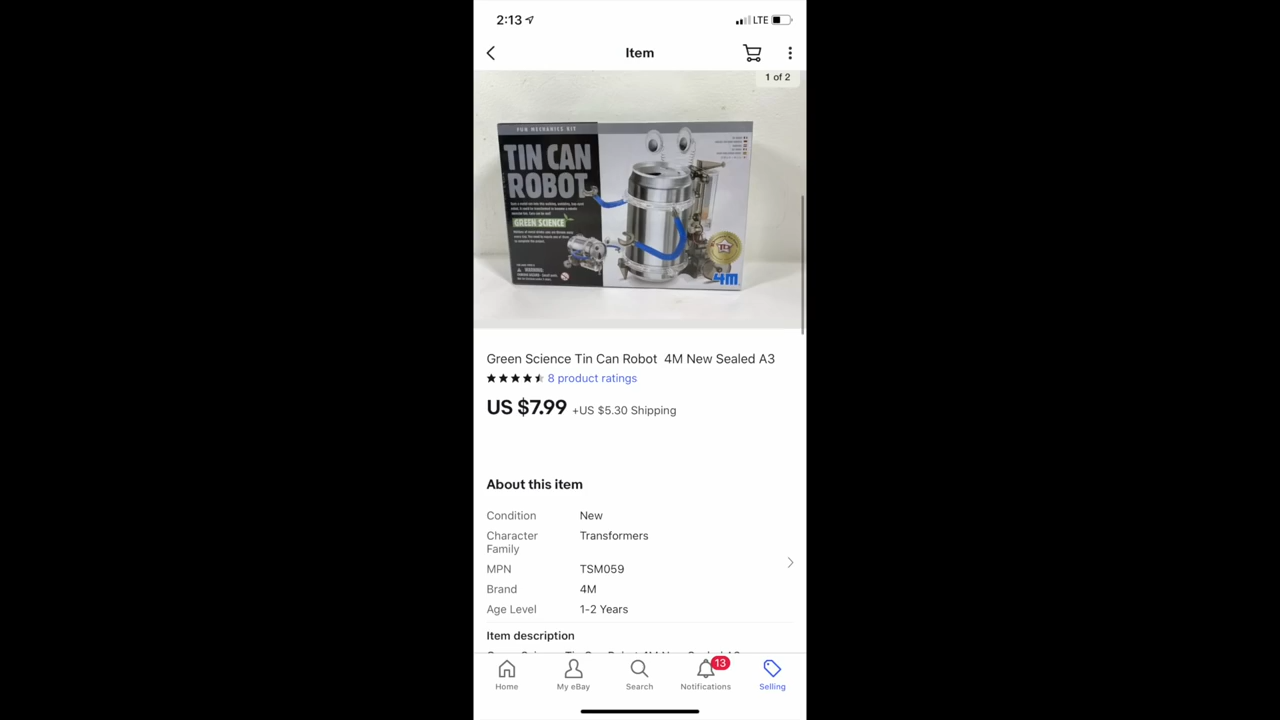 2:13
LTE
Item
1 of 2
FUN MECHANICS KIT
TIN CAN
ROBOT
GREEN SCIENCE
4M
Green Science Tin Can Robot 4M New Sealed A3
8 product ratings
US $7.99 +US $5.30 Shipping
About this item
Condition New
Character Family Transformers
MPN TSM059
Brand 4M
Age Level 1-2 Years
Item description
13
Home My eBay Search Notifications Selling